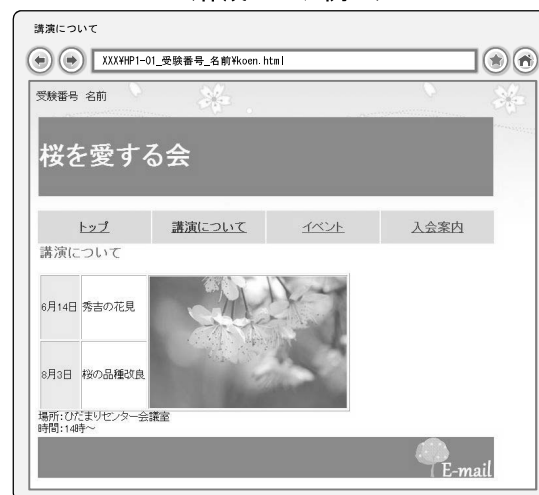 講演について
XXX¥HP1-01_受験番号_名前¥koen.html
受験番号 名前
桜を愛する会
トップ 講演について イベント 入会案内
講演について
6月14日 秀吉の花見
8月3日 桜の品種改良
場所:ひだまりセンター会議室
時間:14時～
E-mail